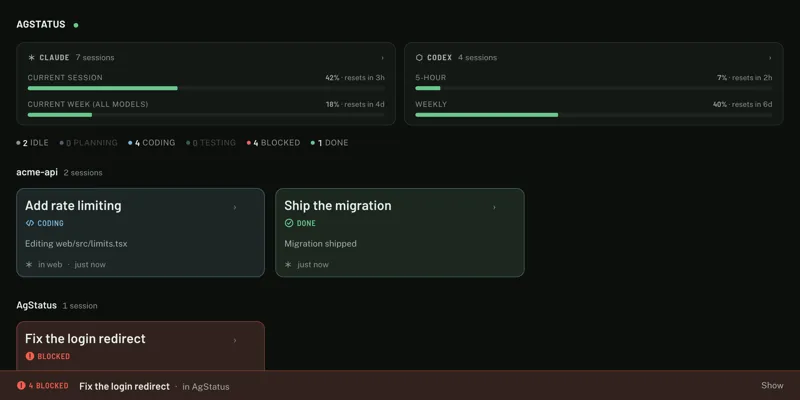 AGSTATUS
CLAUDE 7 sessions
CURRENT SESSION 42% · resets in 3h
CURRENT WEEK (ALL MODELS) 18% · resets in 4d
CODEX 4 sessions
5-HOUR 7% · resets in 2h
WEEKLY 40% · resets in 6d
2 IDLE 0 PLANNING 4 CODING 0 TESTING 4 BLOCKED 1 DONE
acme-api 2 sessions
Add rate limiting
CODING
Editing web/src/limits.tsx
in web · just now
Ship the migration
DONE
Migration shipped
just now
AgStatus 1 session
Fix the login redirect
BLOCKED
4 BLOCKED Fix the login redirect · in AgStatus Show